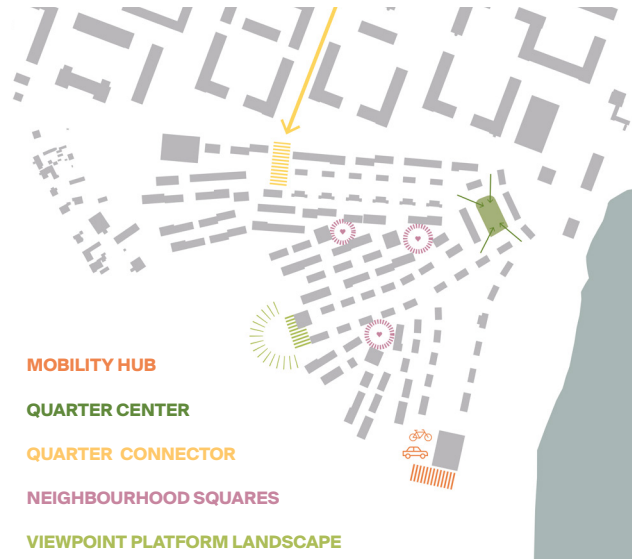 MOBILITY HUB
QUARTER CENTER
QUARTER CONNECTOR
NEIGHBOURHOOD SQUARES
VIEWPOINT PLATFORM LANDSCAPE